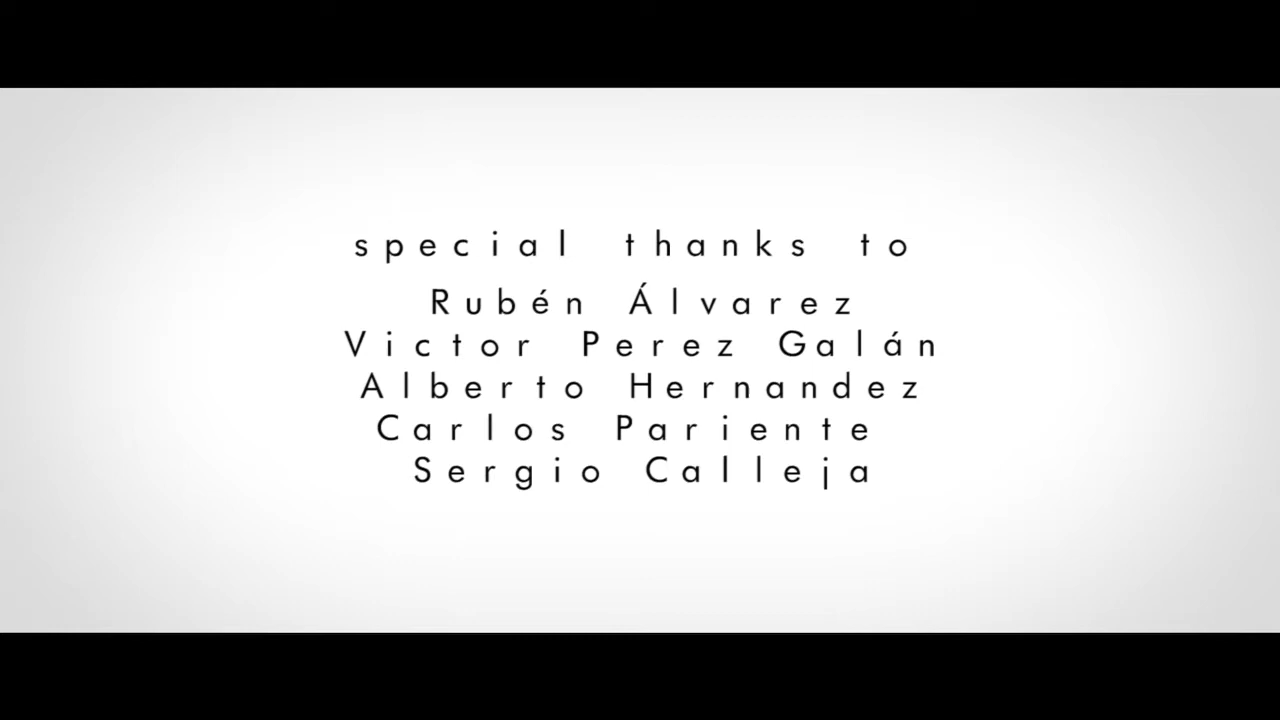 special thanks to
Rubén Álvarez
Victor Perez Galán
Alberto Hernandez
Carlos Pariente
Sergio Calleja